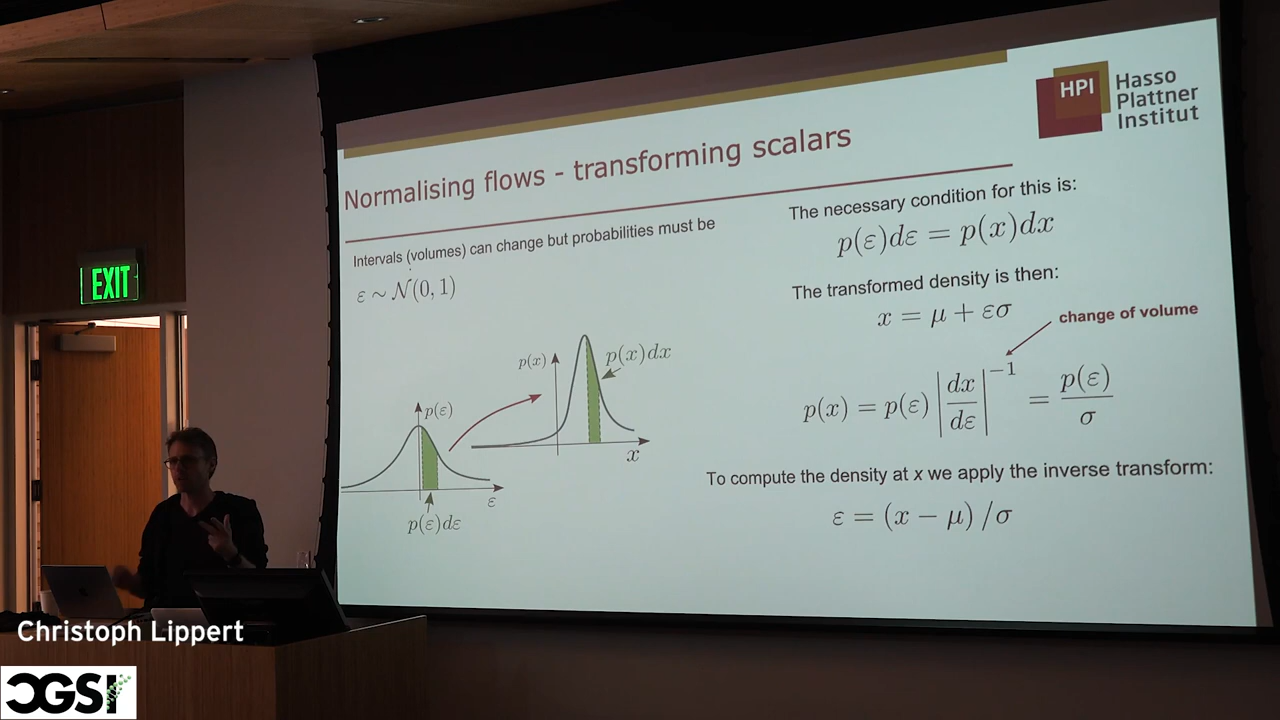 EXIT
HPI
Hasso
Plattner
Institut
Normalising flows - transforming scalars
Intervals (volumes) can change but probabilities must be
ε ∼ N(0, 1)
p(ε)
ε
p(ε)dε
p(x)
p(x)dx
x
The necessary condition for this is:
p(ε)dε = p(x)dx
The transformed density is then:
x = μ + εσ
change of volume
p(x) = p(ε) |dx/dε|⁻¹ = p(ε)/σ
To compute the density at x we apply the inverse transform:
ε = (x − μ) /σ
Christoph Lippert
CGSI